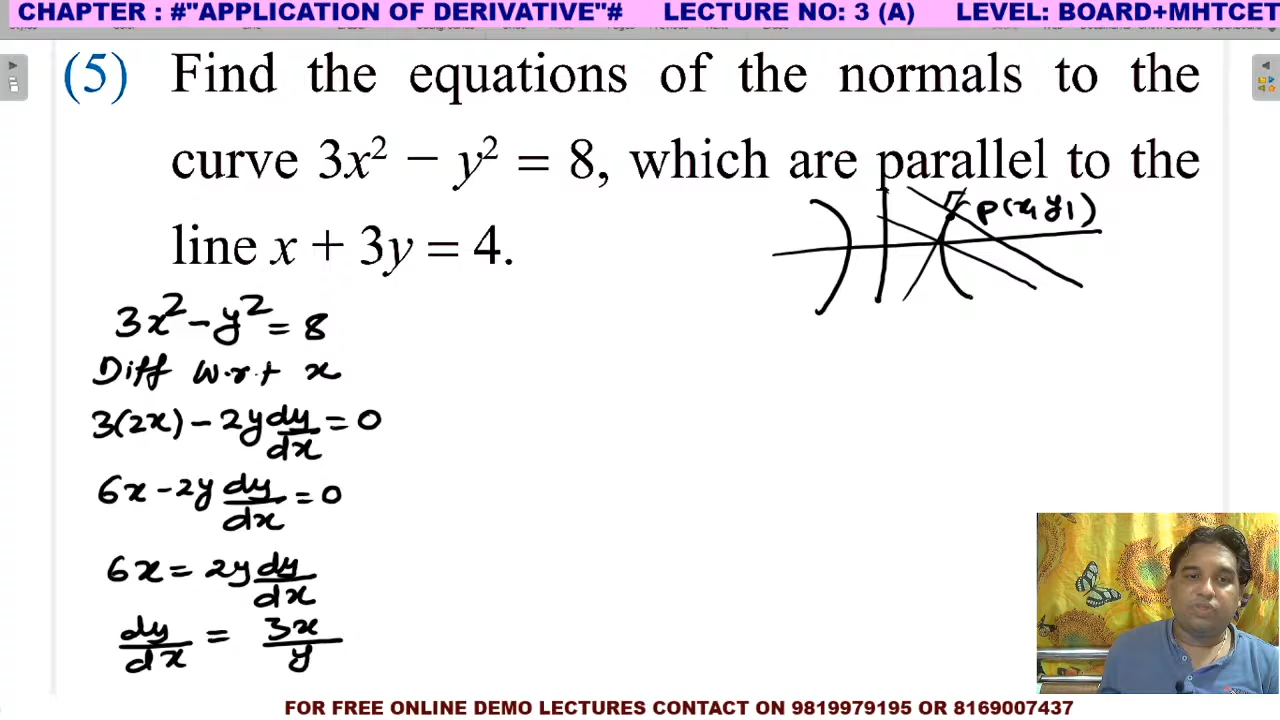 CHAPTER : #"APPLICATION OF DERIVATIVE"# LECTURE NO: 3 (A) LEVEL: BOARD+MHTCET
(5) Find the equations of the normals to the
curve 3x² − y² = 8, which are parallel to the
line x + 3y = 4.
P(x1 y1)
3x² - y² = 8
Diff w.r.t x
3(2x) - 2y dy/dx = 0
6x - 2y dy/dx = 0
6x = 2y dy/dx
dy/dx = 3x/y
FOR FREE ONLINE DEMO LECTURES CONTACT ON 9819979195 OR 8169007437